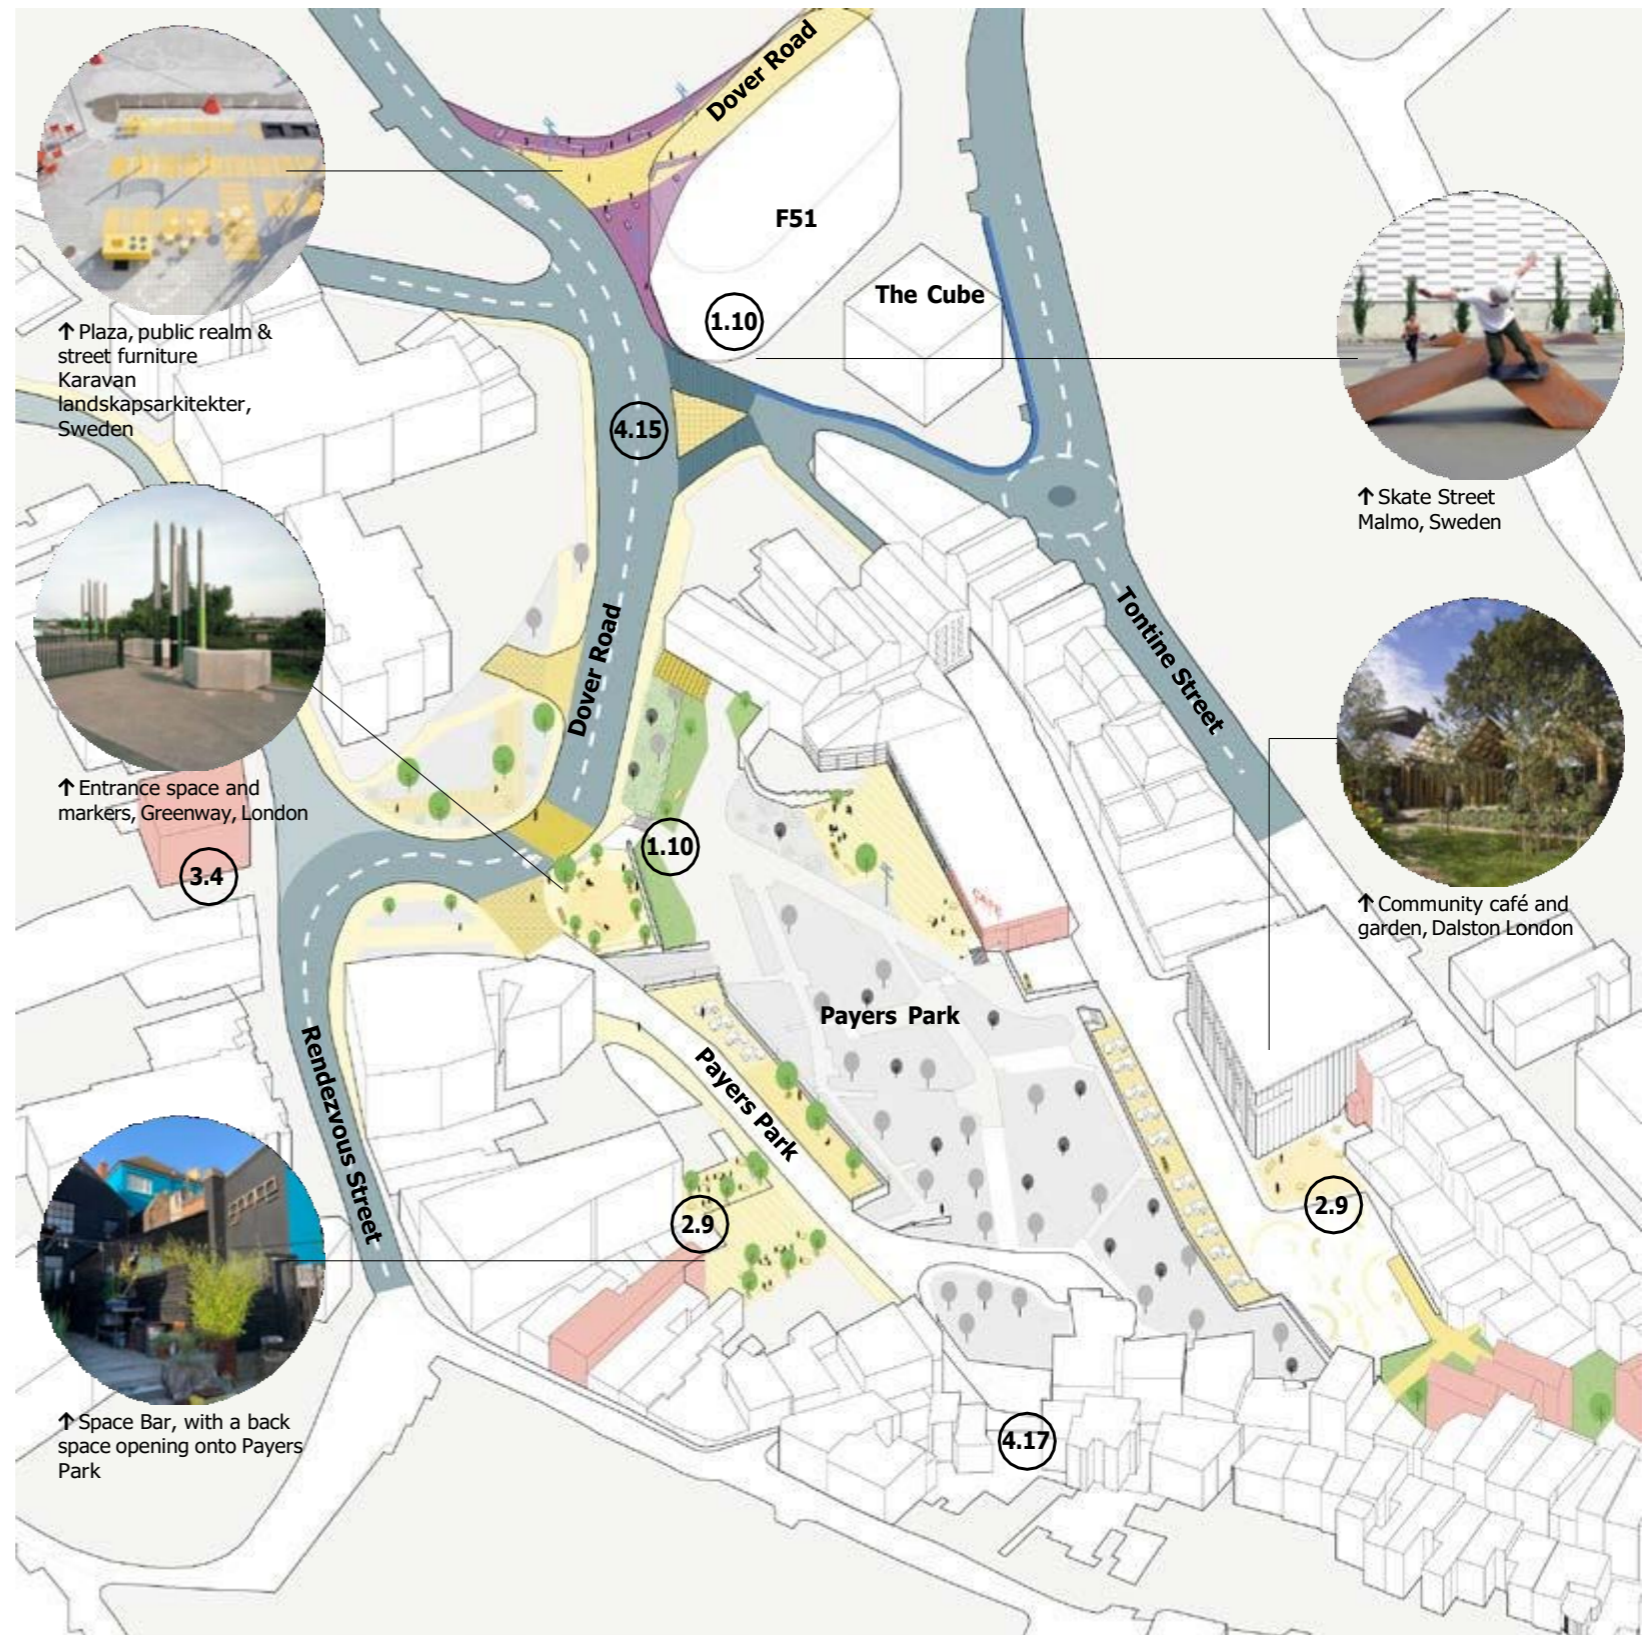 Dover Road
F51
The Cube
1.10
↑ Plaza, public realm &
street furniture
Karavan
landskapsarkitekter,
Sweden
4.15
↑ Skate Street
Malmo, Sweden
Dover Road
Tontine Street
↑ Entrance space and
markers, Greenway, London
3.4
1.10
CAFE
↑ Community café and
garden, Dalston London
Payers Park
Rendezvous Street
Payers Park
2.9
2.9
↑ Space Bar, with a back
space opening onto Payers
Park
4.17